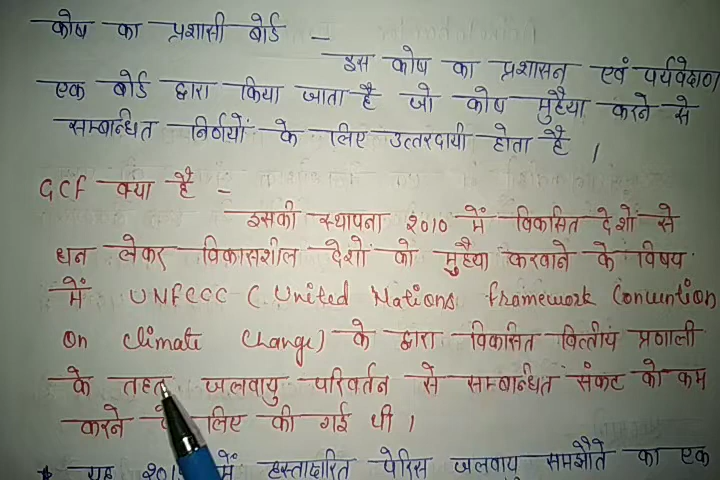 कोष का प्रशासी बोर्ड -
इस कोष का प्रशासन एवं पर्यवेक्षण
एक बोर्ड द्वारा किया जाता है जो कोष मुहैया करने से
सम्बन्धित निर्णयों के लिए उत्तरदायी होता है ।
GCF क्या है -
इसकी स्थापना २०१० में विकसित देशों से
धन लेकर विकासशील देशों को मुहैया करवाने के विषय
में UNFCCC (United Nations framework Convention
on climate change) के द्वारा विकसित वित्तीय प्रणाली
के तहत जलवायु परिवर्तन से सम्बन्धित संकट को कम
करने के लिए की गई थी ।
* यह में हस्ताक्षरित पेरिस जलवायु समझौते का एक